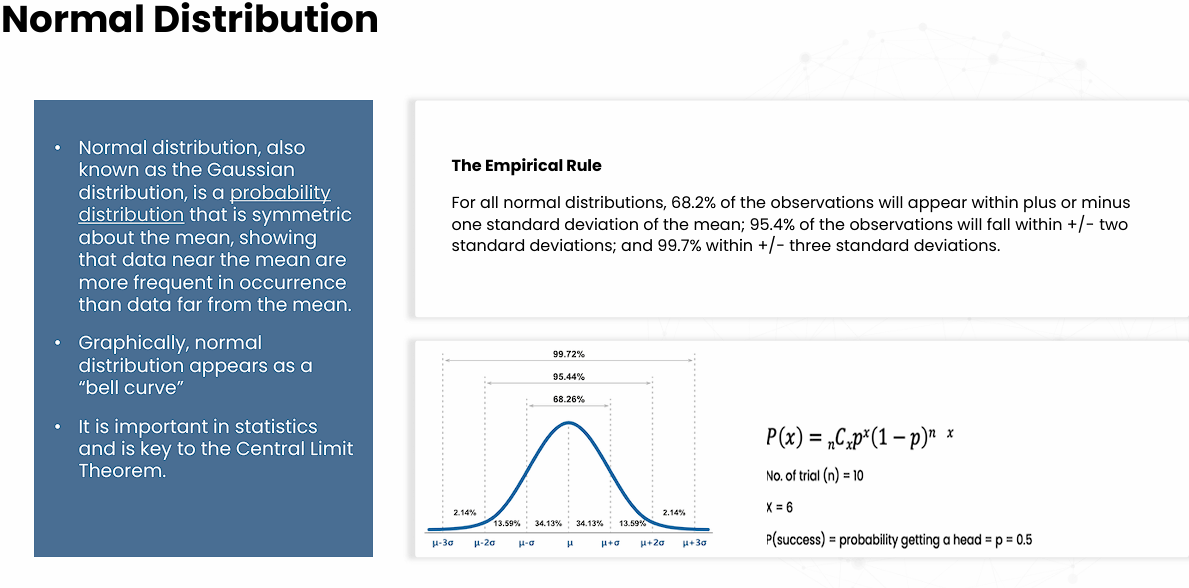 Normal Distribution
• Normal distribution, also
known as the Gaussian
distribution, is a probability
distribution that is symmetric
about the mean, showing
that data near the mean are
more frequent in occurrence
than data far from the mean.
• Graphically, normal
distribution appears as a
“bell curve”
• It is important in statistics
and is key to the Central Limit
Theorem.
The Empirical Rule
For all normal distributions, 68.2% of the observations will appear within plus or minus
one standard deviation of the mean; 95.4% of the observations will fall within +/- two
standard deviations; and 99.7% within +/- three standard deviations.
99.72%
95.44%
68.26%
2.14% 13.59% 34.13% 34.13% 13.59% 2.14%
μ-3σ μ-2σ μ-σ μ μ+σ μ+2σ μ+3σ
P(x) = ₙCₓpˣ(1 – p)ⁿ ˣ
No. of trial (n) = 10
X = 6
P(success) = probability getting a head = p = 0.5